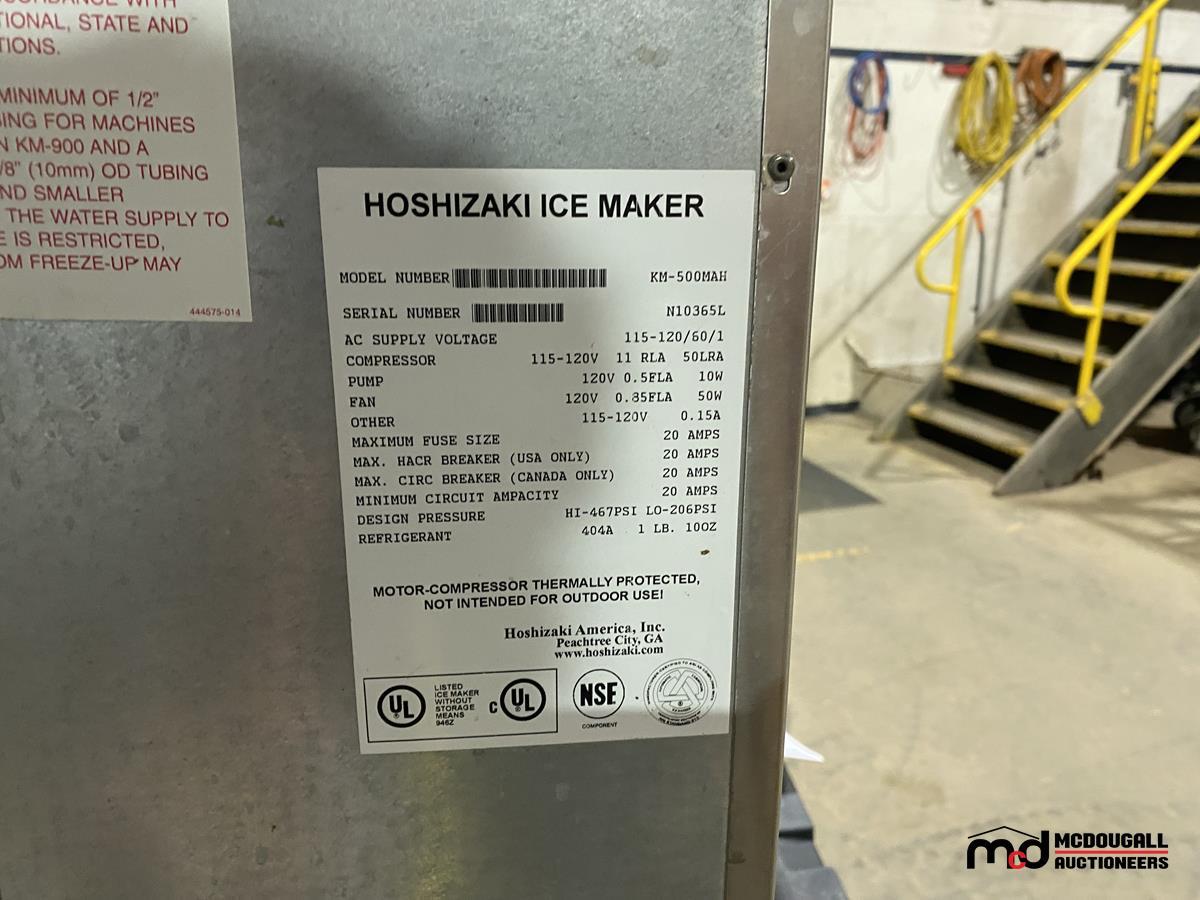 IONAL, STATE AND
TIONS.
MINIMUM OF 1/2"
ING FOR MACHINES
N KM-900 AND A
/8" (10mm) OD TUBING
ND SMALLER
THE WATER SUPPLY TO
E IS RESTRICTED,
OM FREEZE-UP MAY
444575-014
HOSHIZAKI ICE MAKER
MODEL NUMBER KM-500MAH
SERIAL NUMBER N10365L
AC SUPPLY VOLTAGE 115-120/60/1
COMPRESSOR 115-120V 11 RLA 50LRA
PUMP 120V 0.5FLA 10W
FAN 120V 0.85FLA 50W
OTHER 115-120V 0.15A
MAXIMUM FUSE SIZE 20 AMPS
MAX. HACR BREAKER (USA ONLY) 20 AMPS
MAX. CIRC BREAKER (CANADA ONLY) 20 AMPS
MINIMUM CIRCUIT AMPACITY 20 AMPS
DESIGN PRESSURE HI-467PSI LO-206PSI
REFRIGERANT 404A 1 LB. 10OZ
MOTOR-COMPRESSOR THERMALLY PROTECTED,
NOT INTENDED FOR OUTDOOR USE!
Hoshizaki America, Inc.
Peachtree City, GA
www.hoshizaki.com
UL
LISTED
ICE MAKER
WITHOUT
STORAGE
MEANS
946Z
C UL
NSF
COMPONENT
mcd MCDOUGALL
AUCTIONEERS